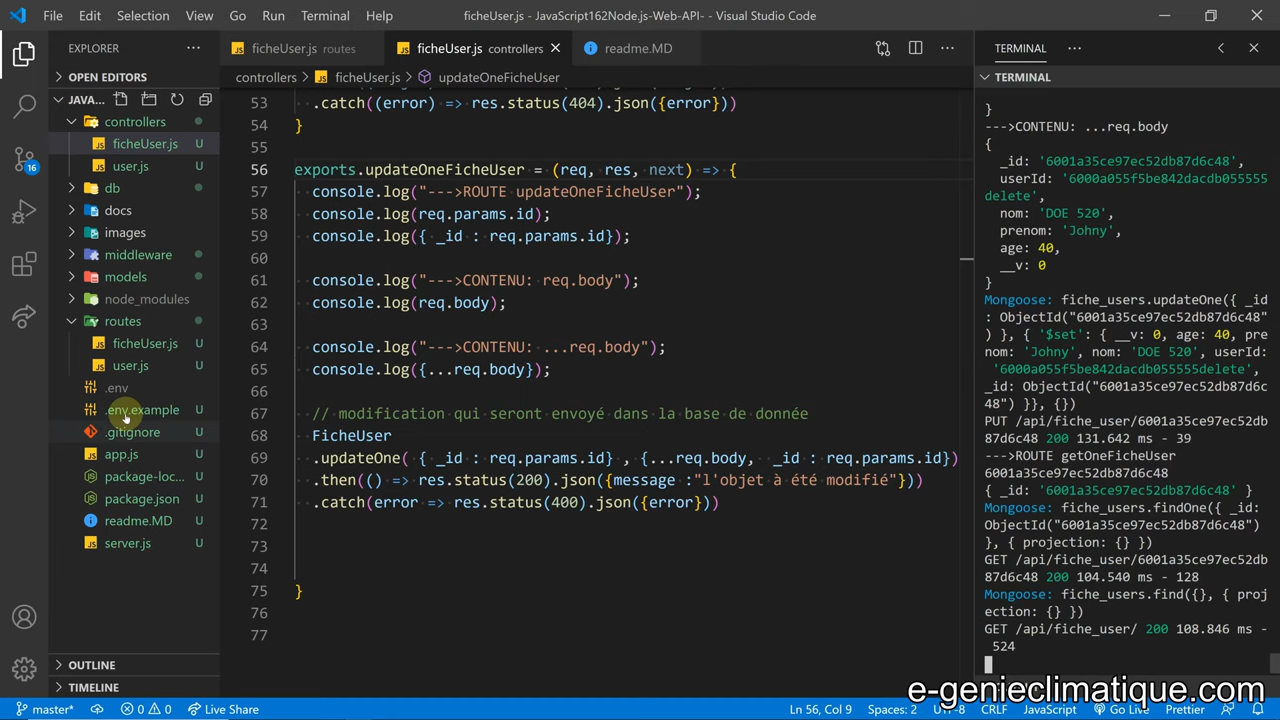 File Edit Selection View Go Run Terminal Help ficheUser.js - JavaScript162Node.js-Web-API- - Visual Studio Code
EXPLORER
OPEN EDITORS
JAVA...
controllers
ficheUser.js U
user.js U
db
docs
images
middleware
models
node_modules
routes
ficheUser.js U
user.js U
.env
.env.example U
.gitignore U
app.js U
package-loc... U
package.json U
readme.MD U
server.js U
OUTLINE
TIMELINE
16
ficheUser.js routes ficheUser.js controllers readme.MD
controllers > ficheUser.js > updateOneFicheUser
53 .catch((error) => res.status(404).json({error}))
54 }
55
56 exports.updateOneFicheUser = (req, res, next) => {
57 console.log("--->ROUTE updateOneFicheUser");
58 console.log(req.params.id);
59 console.log({ _id : req.params.id});
60
61 console.log("--->CONTENU: req.body");
62 console.log(req.body);
63
64 console.log("--->CONTENU: ...req.body");
65 console.log({...req.body});
66
67 // modification qui seront envoyé dans la base de donnée
68 FicheUser
69 .updateOne( { _id : req.params.id} , {...req.body, _id : req.params.id})
70 .then(() => res.status(200).json({message :"l'objet à été modifié"}))
71 .catch(error => res.status(400).json({error}))
72
73
74
75 }
76
77
TERMINAL
TERMINAL
}
--->CONTENU: ...req.body
{
_id: '6001a35ce97ec52db87d6c48',
userId: '6000a055f5be842dacdb055555
delete',
nom: 'DOE 520',
prenom: 'Johny',
age: 40,
__v: 0
}
Mongoose: fiche_users.updateOne({ _id
: ObjectId("6001a35ce97ec52db87d6c48"
) }, { '$set': { __v: 0, age: 40, pre
nom: 'Johny', nom: 'DOE 520', userId:
'6000a055f5be842dacdb055555delete',
_id: ObjectId("6001a35ce97ec52db87d6c
48") }}, {})
PUT /api/fiche_user/6001a35ce97ec52db
87d6c48 200 131.642 ms - 39
--->ROUTE getOneFicheUser
6001a35ce97ec52db87d6c48
{ _id: '6001a35ce97ec52db87d6c48' }
Mongoose: fiche_users.findOne({ _id:
ObjectId("6001a35ce97ec52db87d6c48")
}, { projection: {} })
GET /api/fiche_user/6001a35ce97ec52db
87d6c48 200 104.540 ms - 128
Mongoose: fiche_users.find({}, { proj
ection: {} })
GET /api/fiche_user/ 200 108.846 ms -
524
e-genieclimatique.com
master* 0 0 Live Share Ln 56, Col 9 Spaces: 2 UTF-8 CRLF JavaScript Go Live Prettier